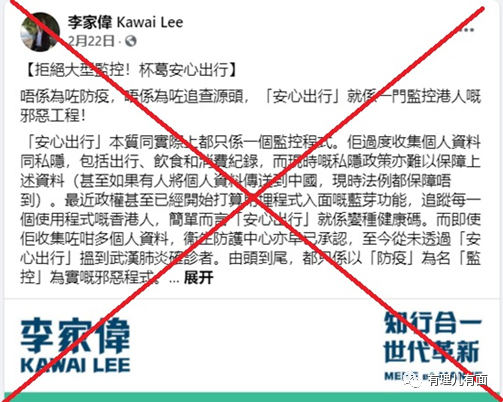 李家偉 Kawai Lee
2月22日
【拒絕大型監控！杯葛安心出行】
唔係為咗防疫，唔係為咗追查源頭，「安心出行」就係一門監控港人嘅
邪惡工程！
「安心出行」本質同實際上都只係一個監控程式。佢過度收集個人資料
同私隱，包括出行、飲食和消費紀錄，而現時嘅私隱政策亦難以保障上
述資料（甚至如果有人將個人資料傳送到中國，現時法例都保障唔
到）。最近政權甚至已經開始打算 程式入面嘅藍芽功能，追蹤每一
個使用程式嘅香港人，簡單而言「安心出行」就係變種健康碼。而即使
佢收集咗咁多個人資料，衞生防護中心亦早已承認，至今從未透過「安
心出行」搵到武漢肺炎確診者。由頭到尾，都只係以「防疫」為名「監
控」為實嘅邪惡程式。... 展开
李家偉
KAWAI LEE
知行合一
世代革新
有理儿有面